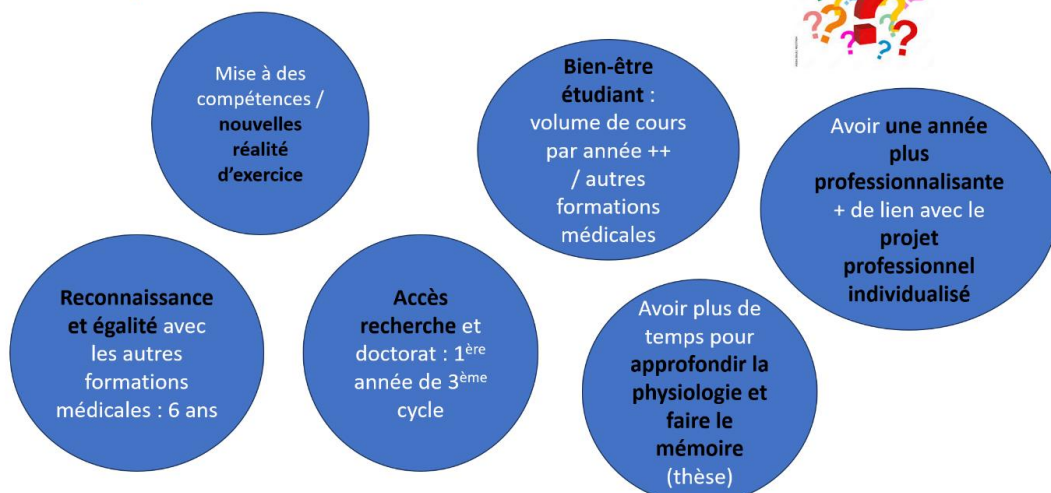 Mise à des
compétences /
nouvelles
réalité
d'exercice
Bien-être
étudiant :
volume de cours
par année ++
/ autres
formations
médicales
Avoir une année
plus
professionnalisante
+ de lien avec le
projet
professionnel
individualisé
Reconnaissance
et égalité avec
les autres
formations
médicales : 6 ans
Accès
recherche et
doctorat : 1ère
année de 3ème
cycle
Avoir plus de
temps pour
approfondir la
physiologie et
faire le
mémoire
(thèse)